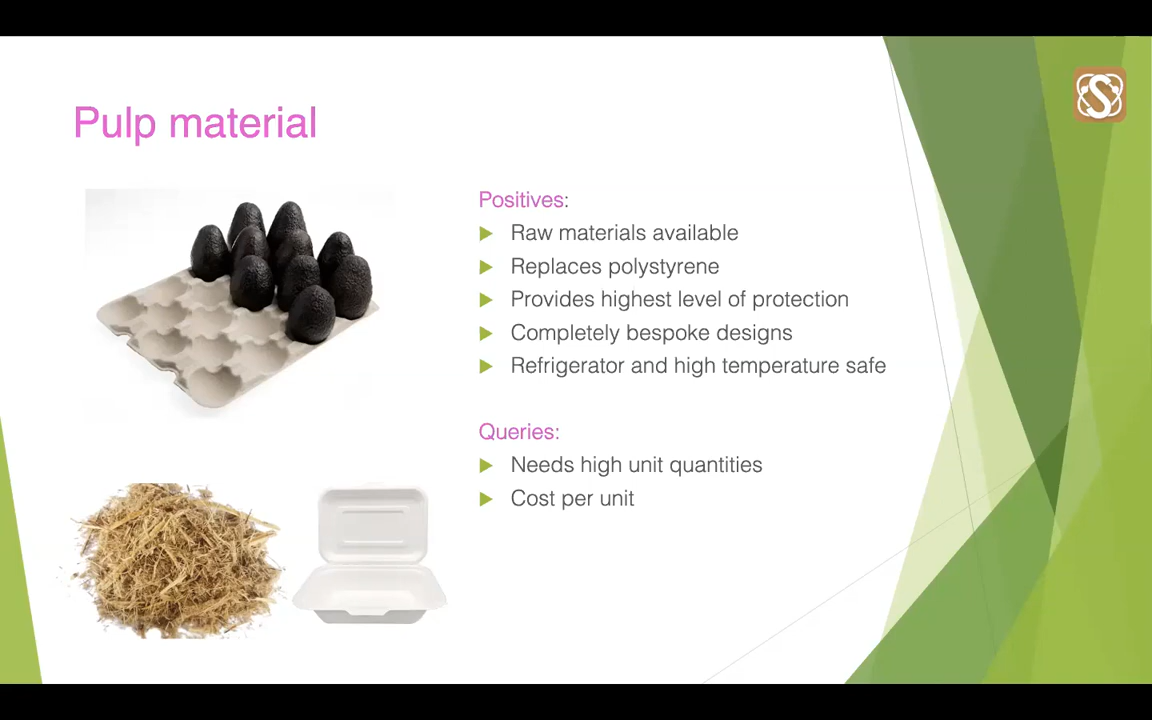 Pulp material
Positives:
Raw materials available
Replaces polystyrene
Provides highest level of protection
Completely bespoke designs
Refrigerator and high temperature safe
Queries:
Needs high unit quantities
Cost per unit
S